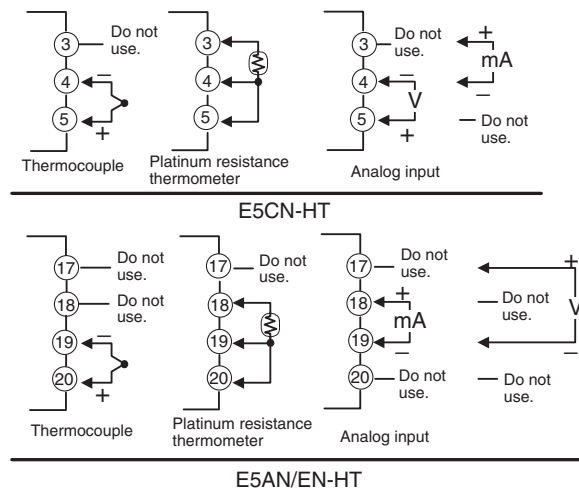 3 Do not use. 3 3 Do not use. + mA
4 − 4 4 − −
5 + 5 5 V + Do not use.
Thermocouple
Platinum resistance
thermometer
Analog input
E5CN-HT
17 Do not use. 17 Do not use. 17 Do not use. +
18 Do not use. 18 18 + mA Do not use. V
19 − 19 19 − −
20 + 20 20 Do not use. Do not use.
Thermocouple
Platinum resistance
thermometer
Analog input
E5AN/EN-HT